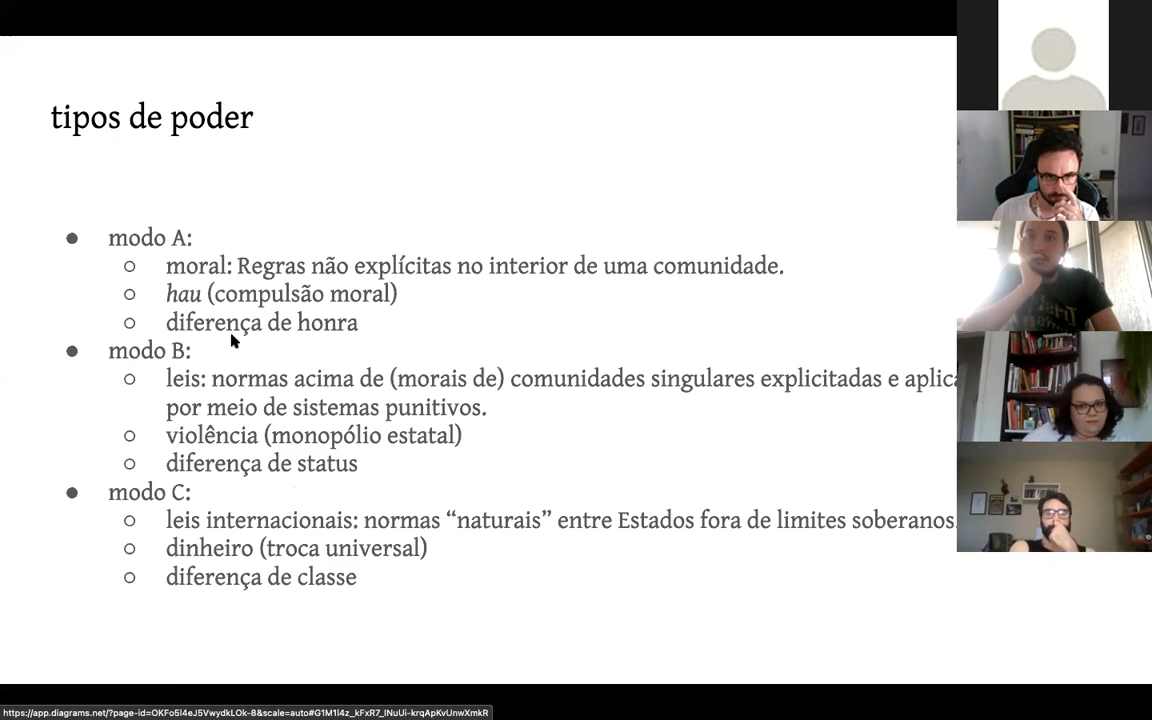 tipos de poder
modo A:
moral: Regras não explícitas no interior de uma comunidade.
hau (compulsão moral)
diferença de honra
modo B:
leis: normas acima de (morais de) comunidades singulares explicitadas e
por meio de sistemas punitivos.
violência (monopólio estatal)
diferença de status
modo C:
leis internacionais: normas “naturais” entre Estados fora de limites soberanos.
dinheiro (troca universal)
diferença de classe